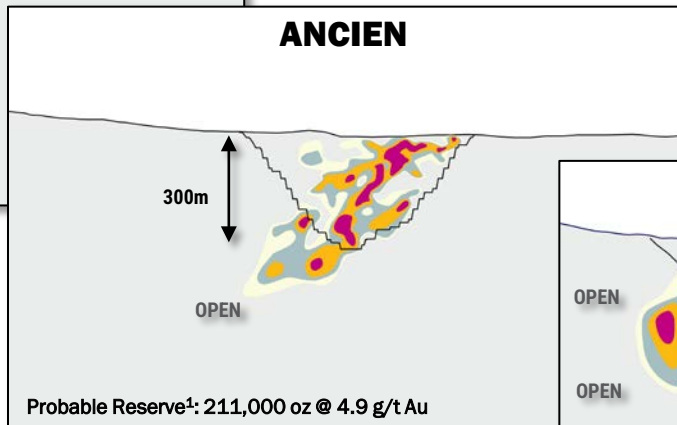 ANCIEN
300m
OPEN
OPEN
OPEN
Probable Reserve¹: 211,000 oz @ 4.9 g/t Au